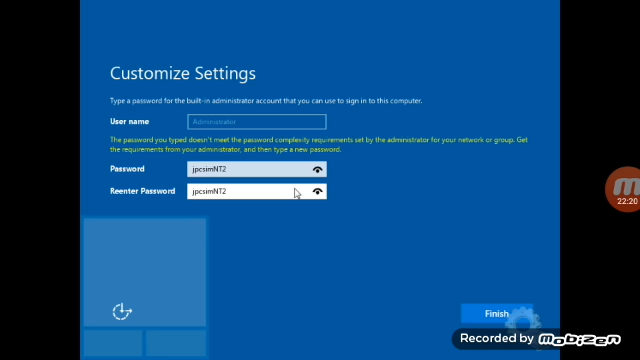 Customize Settings
Type a password for the built-in administrator account that you can use to sign in to this computer.
User name Administrator
The password you typed doesn't meet the password complexity requirements set by the administrator for your network or group. Get
the requirements from your administrator, and then type a new password.
Password jpcsimNT2
Reenter Password jpcsimNT2
22:20
Finish
Recorded by mobizen